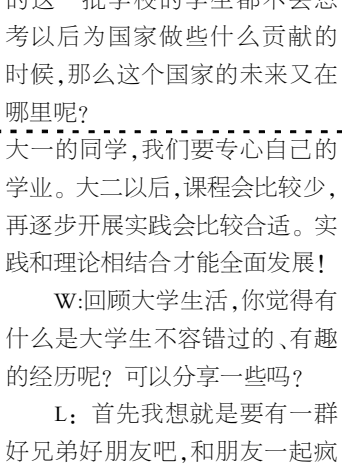 的这一批学校的学生都不会思
考以后为国家做些什么贡献的
时候,那么这个国家的未来又在
哪里呢?
大一的同学,我们要专心自己的
学业。大二以后,课程会比较少,
再逐步开展实践会比较合适。实
践和理论相结合才能全面发展!
W:回顾大学生活,你觉得有
什么是大学生不容错过的、有趣
的经历呢?可以分享一些吗?
L:首先我想就是要有一群
好兄弟好朋友吧,和朋友一起疯